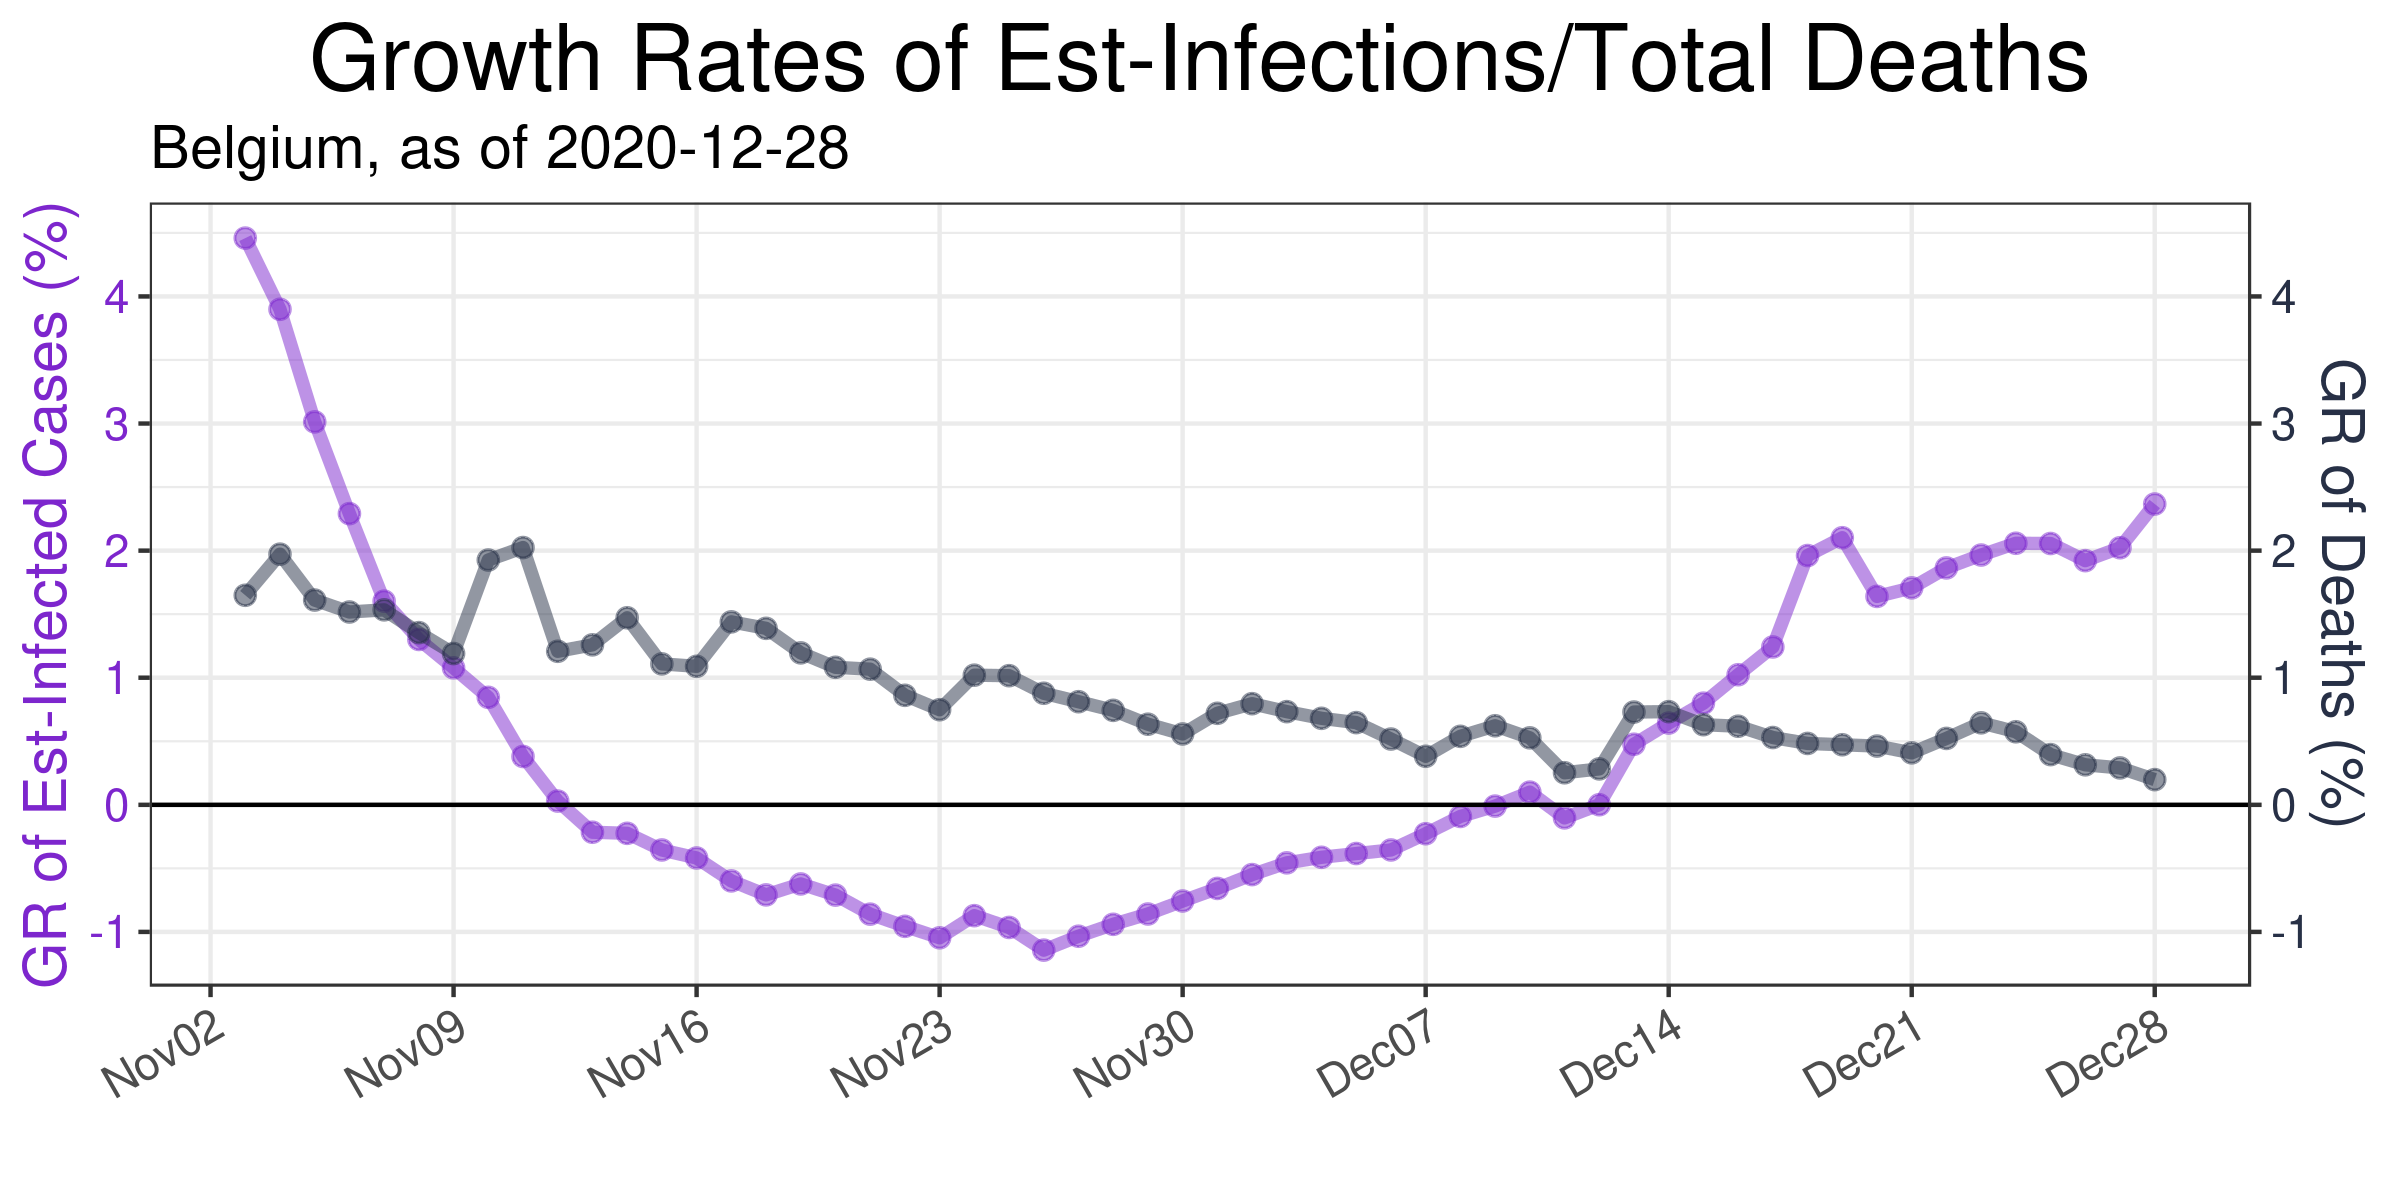 Growth Rates of Est-Infections/Total Deaths
Belgium, as of 2020-12-28
GR of Est-Infected Cases (%)
4
3
2
1
0
-1
4
3
2
1
0
-1
GR of Deaths (%)
Nov02
Nov09
Nov16
Nov23
Nov30
Dec07
Dec14
Dec21
Dec28